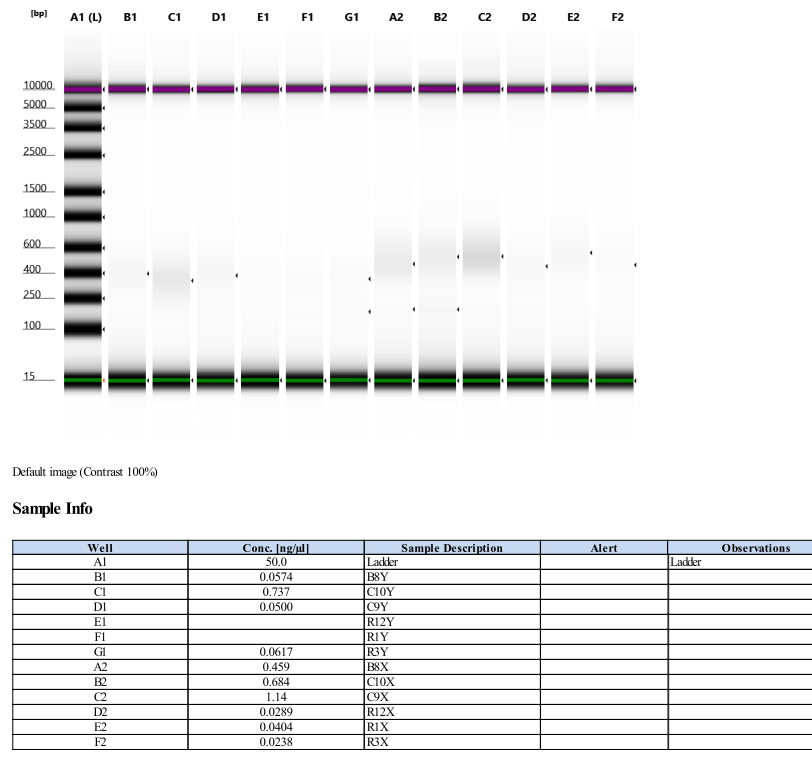 [bp] A1 (L) B1 C1 D1 E1 F1 G1 A2 B2 C2 D2 E2 F2
10000
5000
3500
2500
1500
1000
600
400
250
100
15
Default image (Contrast 100%)
Sample Info
Well Conc. [ng/µl] Sample Description Alert Observations
A1 50.0 Ladder Ladder
B1 0.0574 B8Y
C1 0.737 C10Y
D1 0.0500 C9Y
E1 R12Y
F1 R1Y
G1 0.0617 R3Y
A2 0.459 B8X
B2 0.684 C10X
C2 1.14 C9X
D2 0.0289 R12X
E2 0.0404 R1X
F2 0.0238 R3X